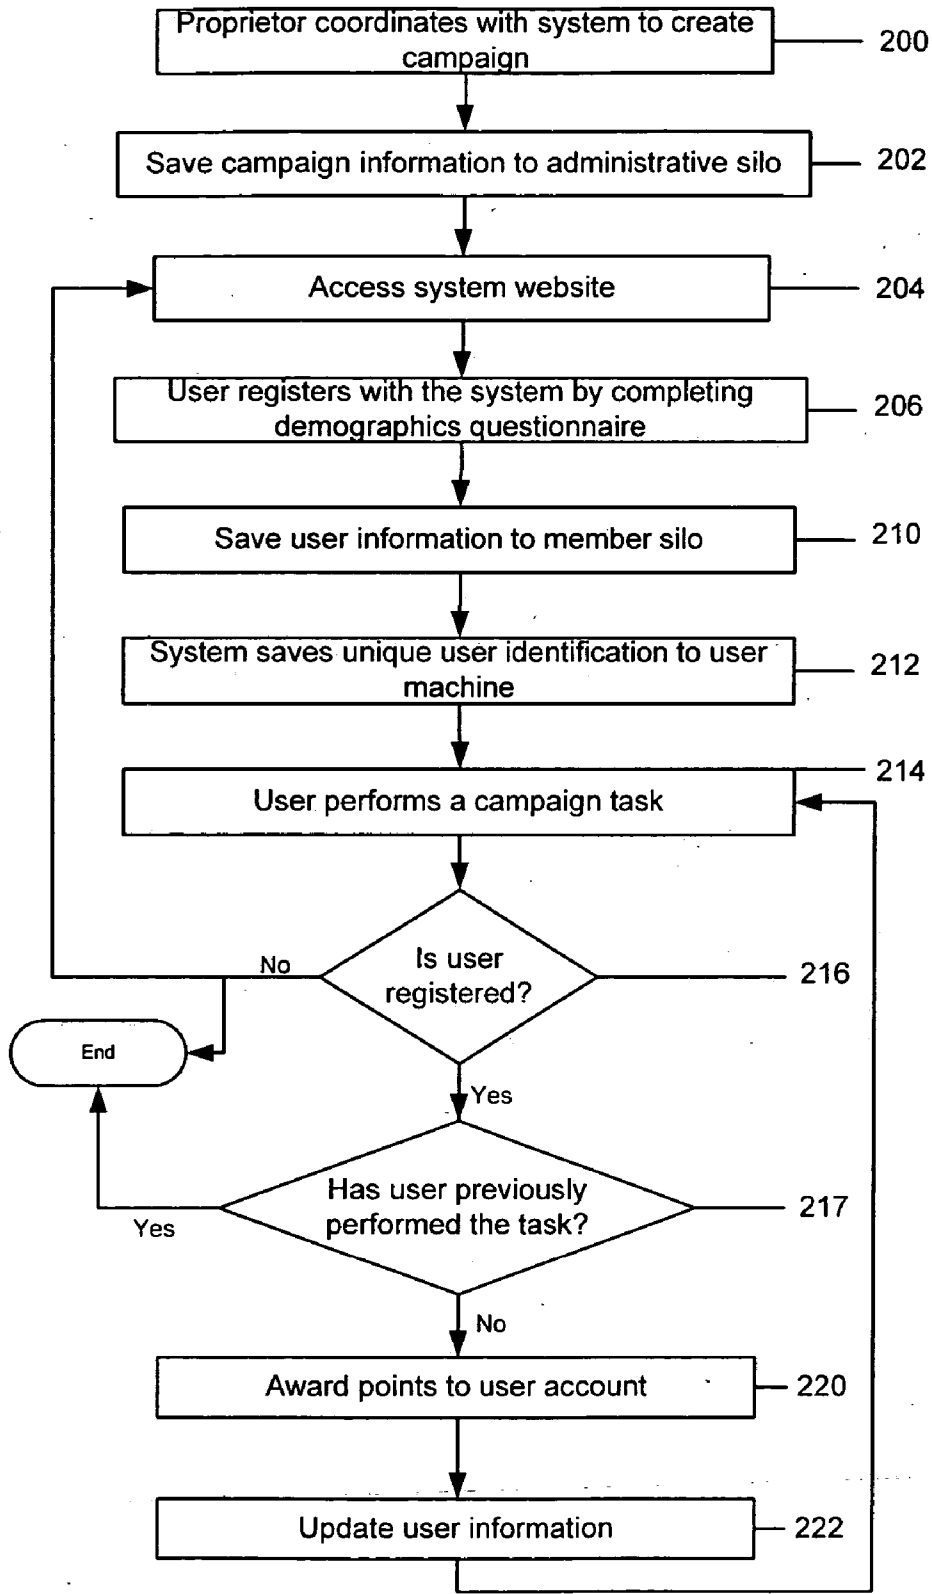 Proprietor coordinates with system to create
campaign
200
Save campaign information to administrative silo
202
Access system website
204
User registers with the system by completing
demographics questionnaire
206
Save user information to member silo
210
System saves unique user identification to user
machine
212
214
User performs a campaign task
No
Is user
registered?
216
End
Yes
Has user previously
performed the task?
217
Yes
No
Award points to user account
220
Update user information
222